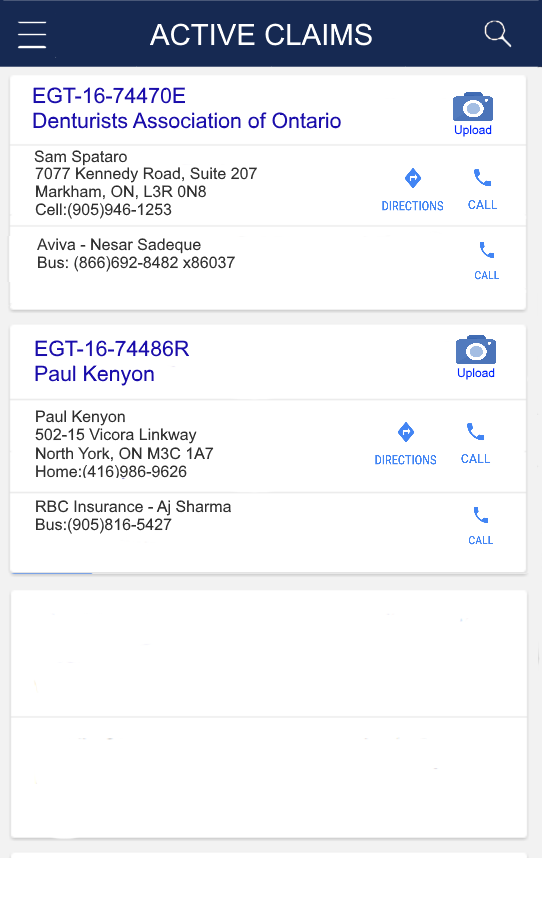 ACTIVE CLAIMS
EGT-16-74470E
Denturists Association of Ontario
Upload
Sam Spataro
7077 Kennedy Road, Suite 207
Markham, ON, L3R 0N8
Cell:(905)946-1253
DIRECTIONS
CALL
Aviva - Nesar Sadeque
Bus: (866)692-8482 x86037
CALL
EGT-16-74486R
Paul Kenyon
Upload
Paul Kenyon
502-15 Vicora Linkway
North York, ON M3C 1A7
Home:(416)986-9626
DIRECTIONS
CALL
RBC Insurance - Aj Sharma
Bus:(905)816-5427
CALL